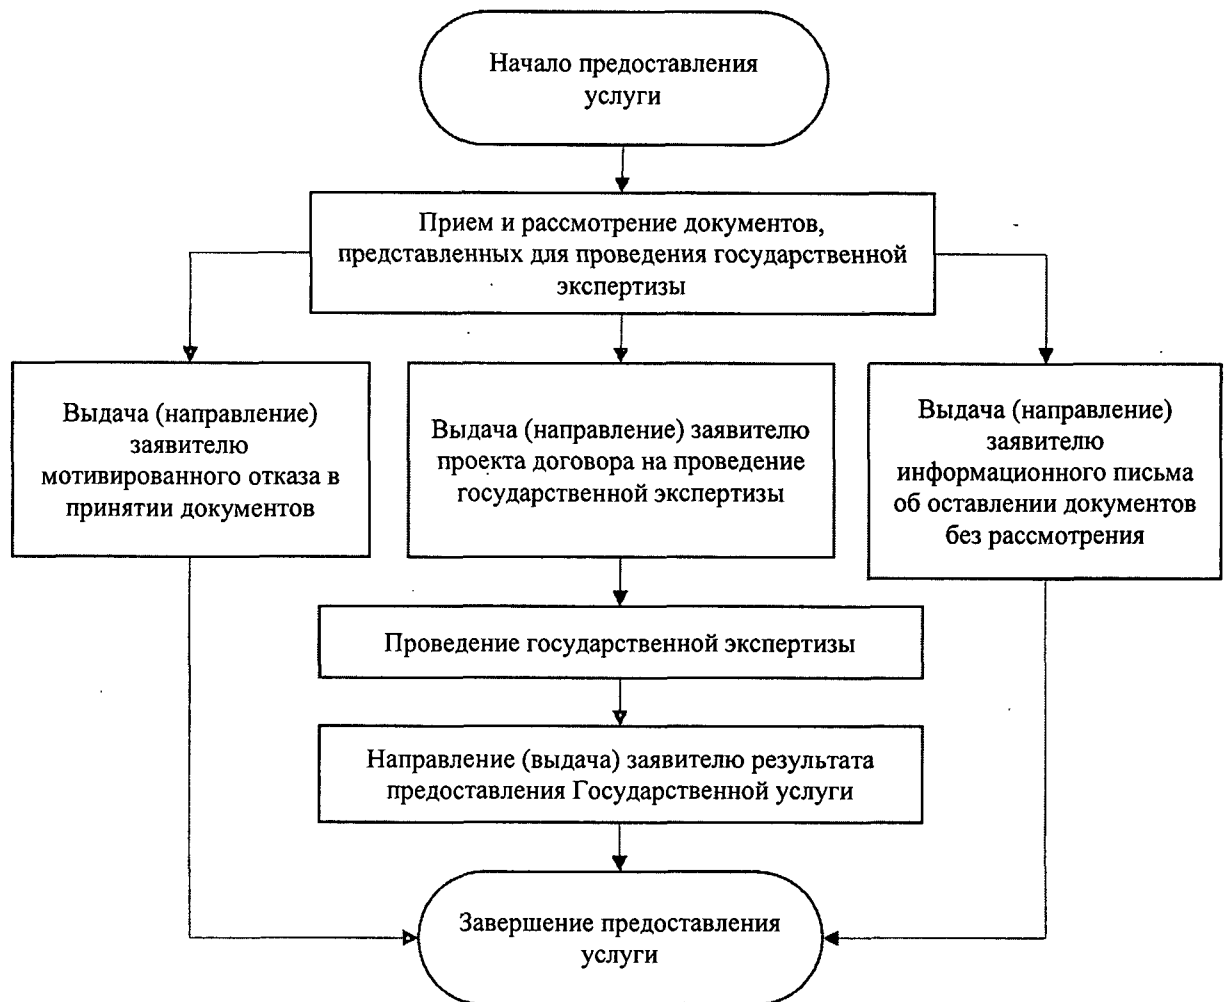 Начало предоставления
услуги
Прием и рассмотрение документов,
представленных для проведения государственной
экспертизы
Выдача (направление)
заявителю
мотивированного отказа в
принятии документов
Выдача (направление) заявителю
проекта договора на проведение
государственной экспертизы
Выдача (направление)
заявителю
информационного письма
об оставлении документов
без рассмотрения
Проведение государственной экспертизы
Направление (выдача) заявителю результата
предоставления Государственной услуги
Завершение предоставления
услуги